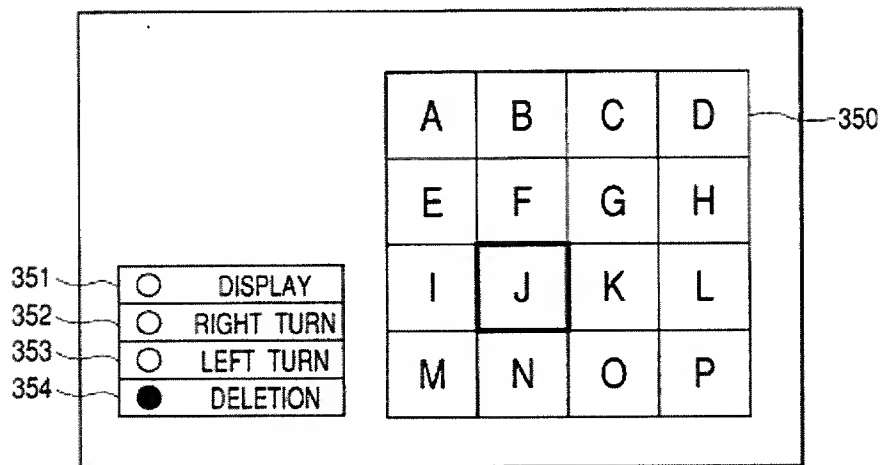 A B C D
350
E F G H
I J K L
M N O P
351 DISPLAY
352 RIGHT TURN
353 LEFT TURN
354 DELETION